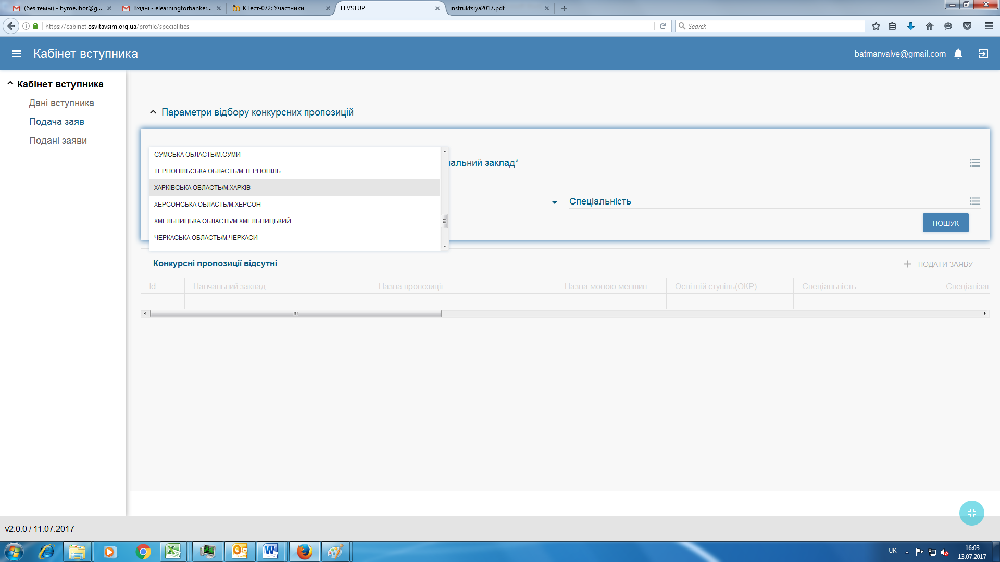 (без темы) - byme.ihor@g...
Вхідні - elearningforbanker...
КТест-072: Участники
ELVSTUP
instruktsiya2017.pdf
https://cabinet.osvitavsim.org.ua/profile/specialities
Search
Кабінет вступника
batmanvalve@gmail.com
Кабінет вступника
Дані вступника
Подача заяв
Подані заяви
Параметри відбору конкурсних пропозицій
СУМСЬКА ОБЛАСТЬ/М.СУМИ
ТЕРНОПІЛЬСЬКА ОБЛАСТЬ/М.ТЕРНОПІЛЬ
ХАРКІВСЬКА ОБЛАСТЬ/М.ХАРКІВ
ХЕРСОНСЬКА ОБЛАСТЬ/М.ХЕРСОН
ХМЕЛЬНИЦЬКА ОБЛАСТЬ/М.ХМЕЛЬНИЦЬКИЙ
ЧЕРКАСЬКА ОБЛАСТЬ/М.ЧЕРКАСИ
альний заклад*
Спеціальність
ПОШУК
Конкурсні пропозиції відсутні
ПОДАТИ ЗАЯВУ
Id Навчальний заклад Назва пропозиції Назва мовою меншин... Освітній ступінь(ОКР) Спеціальність Спеціалізац
v2.0.0 / 11.07.2017
UK
16:03
13.07.2017